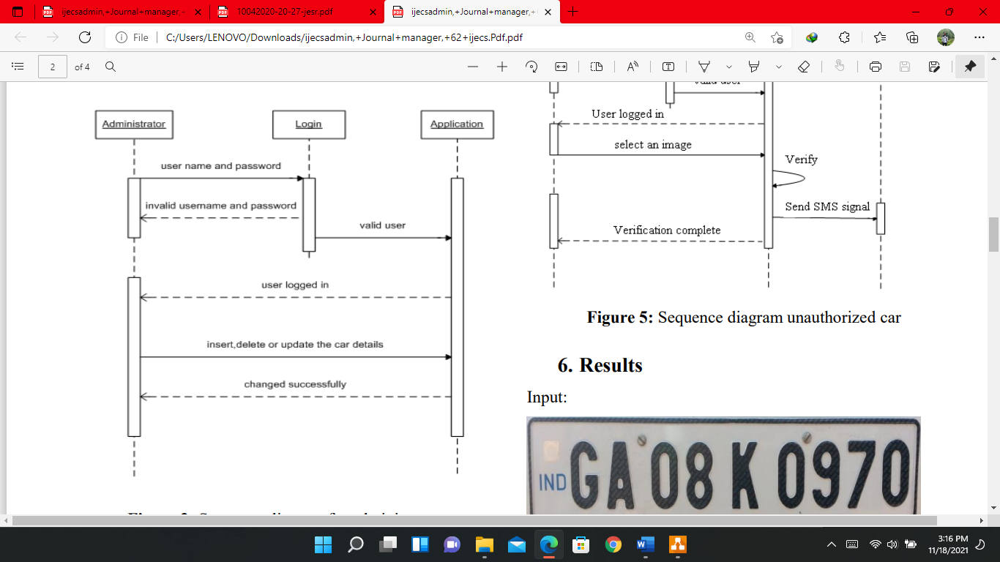 ijecsadmin,+Journal+manager,+
10042020-20-27-jesr.pdf
ijecsadmin,+Journal+manager,+
File
C:/Users/LENOVO/Downloads/ijecsadmin,+Journal+manager,+62+ijecs.Pdf.pdf
2
of 4
Administrator
Login
Application
user name and password
invalid username and password
valid user
user logged in
insert,delete or update the car details
changed successfully
valid user
User logged in
select an image
Verify
Send SMS signal
Verification complete
Figure 5: Sequence diagram unauthorized car
6. Results
Input:
IND GA 08 K 0970
3:16 PM
11/18/2021